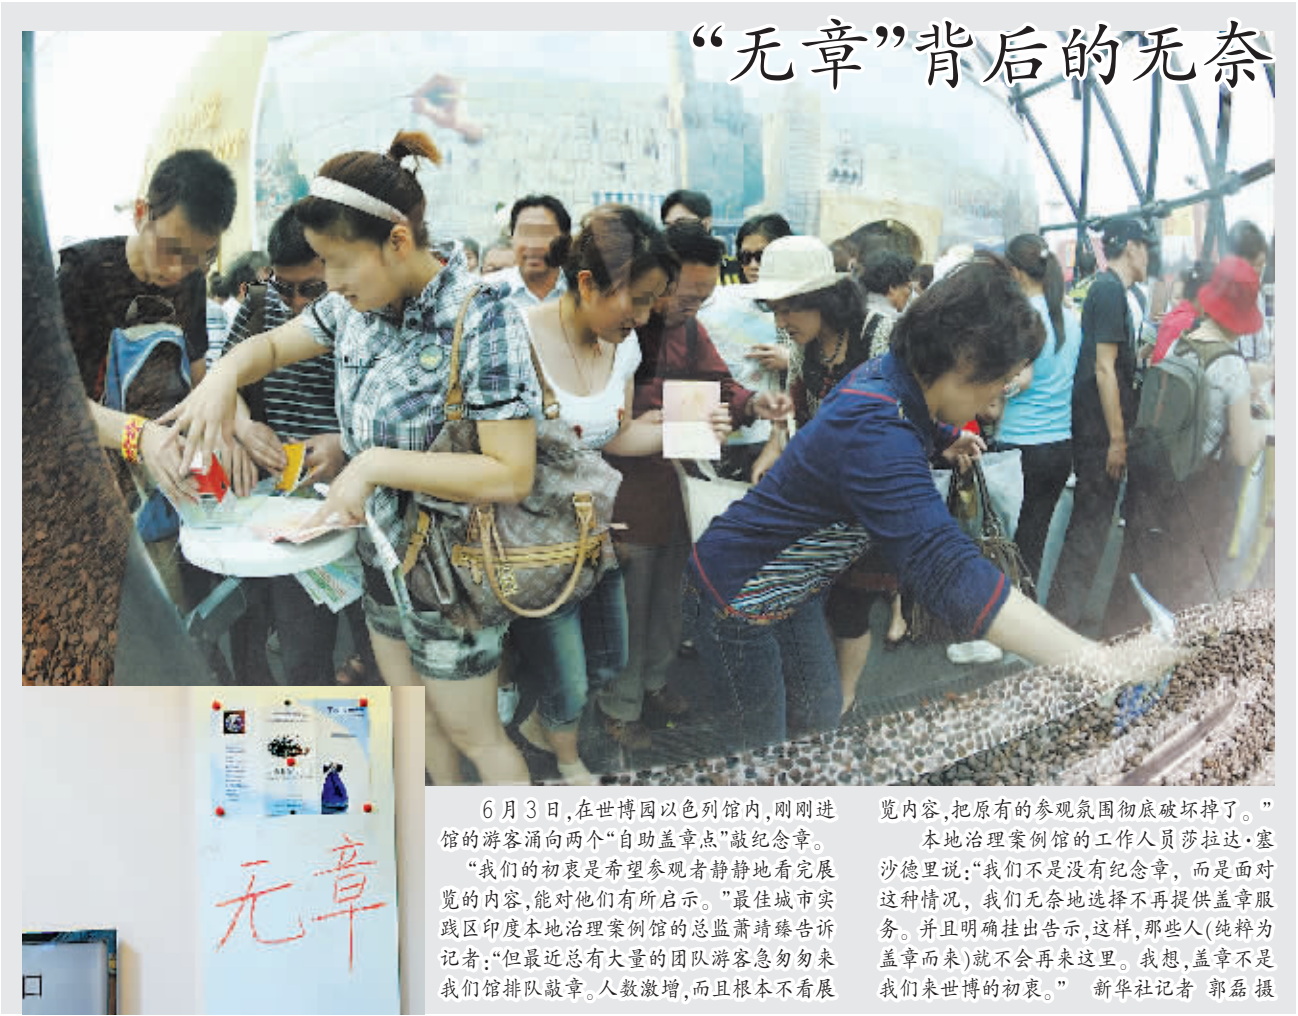 “无章”背后的无奈
无章
口
6月3日,在世博园以色列馆内,刚刚进
馆的游客涌向两个“自助盖章点”敲纪念章。
“我们的初衷是希望参观者静静地看完展
览的内容,能对他们有所启示。”最佳城市实
践区印度本地治理案例馆的总监萧靖臻告诉
记者:“但最近总有大量的团队游客急匆匆来
我们馆排队敲章。人数激增,而且根本不看展
览内容,把原有的参观氛围彻底破坏掉了。”
本地治理案例馆的工作人员莎拉达·塞
沙德里说:“我们不是没有纪念章,而是面对
这种情况,我们无奈地选择不再提供盖章服
务。并且明确挂出告示,这样,那些人(纯粹为
盖章而来)就不会再来这里。我想,盖章不是
我们来世博的初衷。” 新华社记者 郭磊 摄